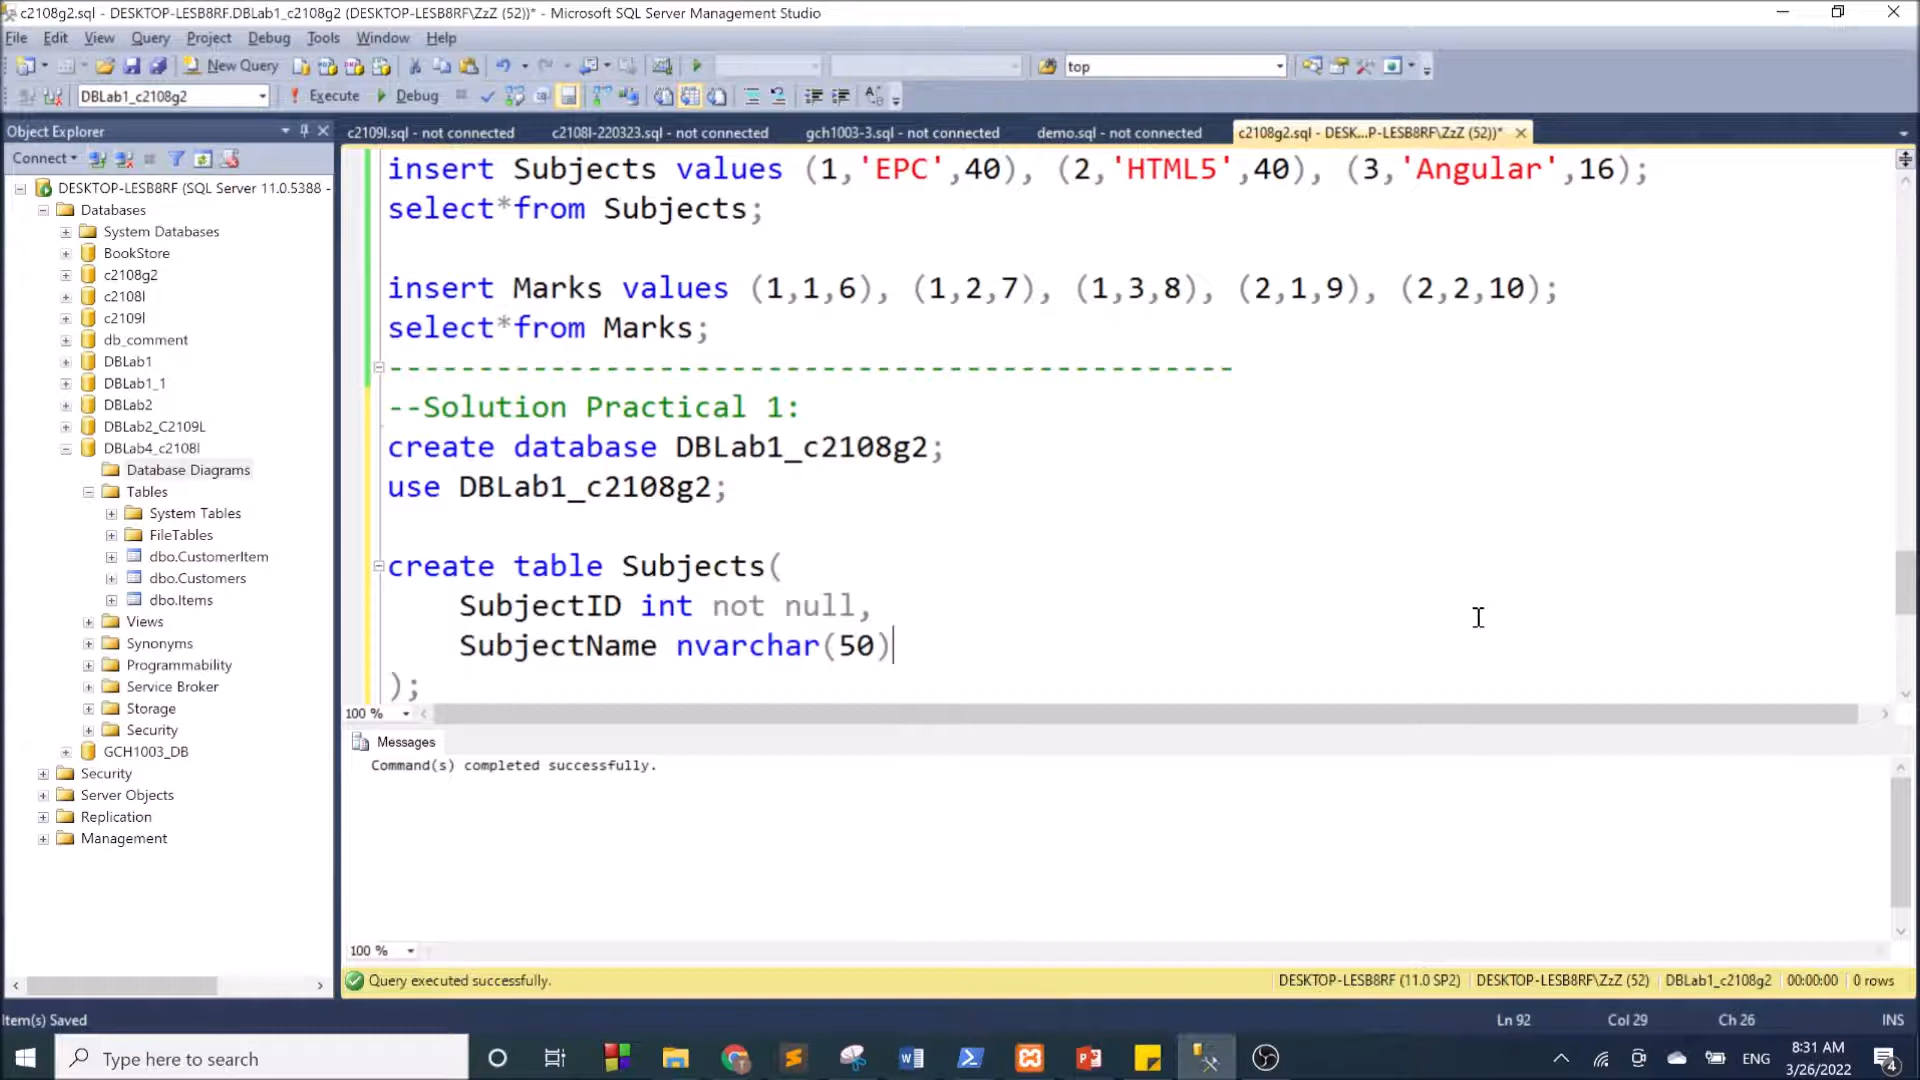 c2108g2.sql - DESKTOP-LESB8RF.DBLab1_c2108g2 (DESKTOP-LESB8RF\ZzZ (52))* - Microsoft SQL Server Management Studio
File Edit View Query Project Debug Tools Window Help
New Query top
DBLab1_c2108g2 Execute Debug
Object Explorer
c2109l.sql - not connected c2108l-220323.sql - not connected gch1003-3.sql - not connected demo.sql - not connected c2108g2.sql - DESK...P-LESB8RF\ZzZ (52))*
Connect
DESKTOP-LESB8RF (SQL Server 11.0.5388 -
Databases
System Databases
BookStore
c2108g2
c2108l
c2109l
db_comment
DBLab1
DBLab1_1
DBLab2
DBLab2_C2109L
DBLab4_c2108l
Database Diagrams
Tables
System Tables
FileTables
dbo.CustomerItem
dbo.Customers
dbo.Items
Views
Synonyms
Programmability
Service Broker
Storage
Security
GCH1003_DB
Security
Server Objects
Replication
Management
insert Subjects values (1,'EPC',40), (2,'HTML5',40), (3,'Angular',16);
select*from Subjects;
insert Marks values (1,1,6), (1,2,7), (1,3,8), (2,1,9), (2,2,10);
select*from Marks;
-----------------------------------------------
--Solution Practical 1:
create database DBLab1_c2108g2;
use DBLab1_c2108g2;
create table Subjects(
SubjectID int not null,
SubjectName nvarchar(50)
);
100 %
Messages
Command(s) completed successfully.
100 %
Query executed successfully. DESKTOP-LESB8RF (11.0 SP2) DESKTOP-LESB8RF\ZzZ (52) DBLab1_c2108g2 00:00:00 0 rows
Item(s) Saved Ln 92 Col 29 Ch 26 INS
Type here to search
ENG 8:31 AM
3/26/2022
4